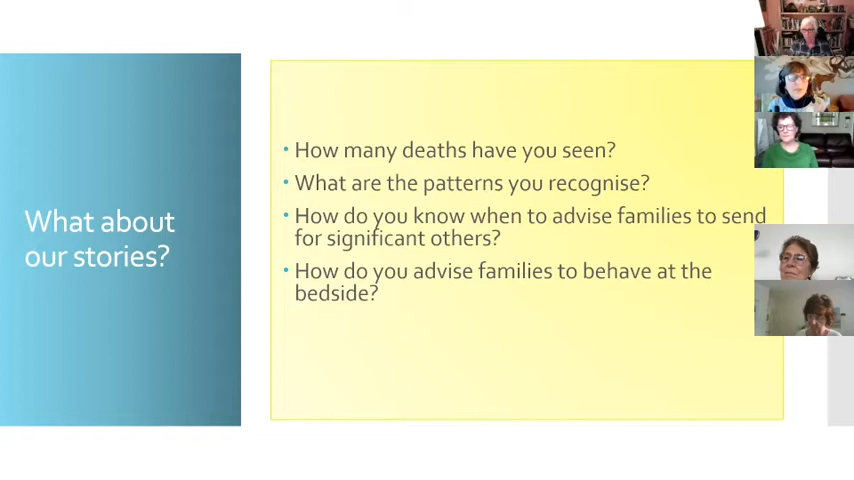 What about
our stories?
• How many deaths have you seen?
• What are the patterns you recognise?
• How do you know when to advise families to send
for significant others?
• How do you advise families to behave at the
bedside?